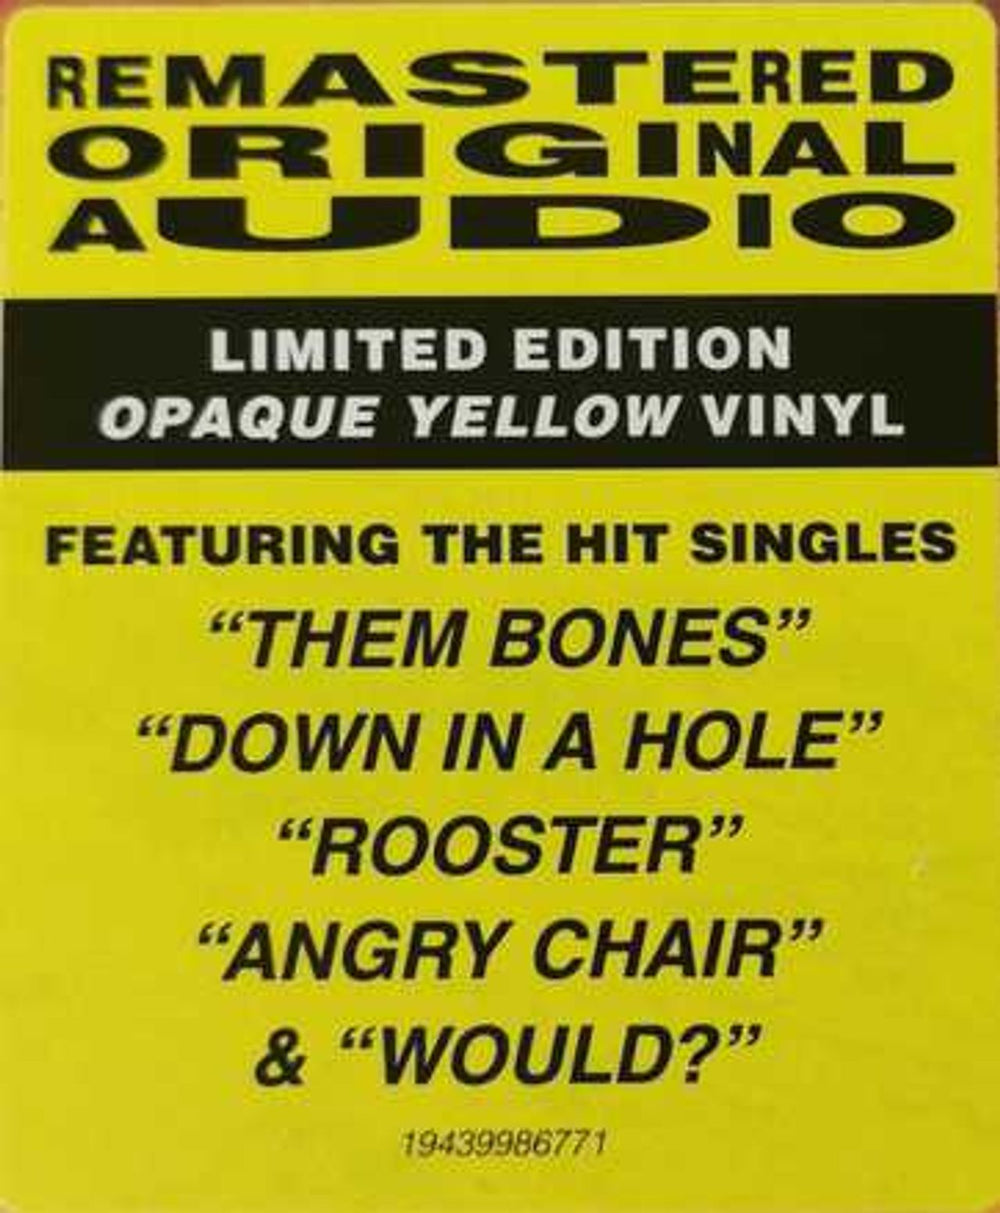 REMASTERED
ORIGINAL
AUDIO
LIMITED EDITION
OPAQUE YELLOW VINYL
FEATURING THE HIT SINGLES
“THEM BONES”
“DOWN IN A HOLE”
“ROOSTER”
“ANGRY CHAIR”
& “WOULD?”
19439986771